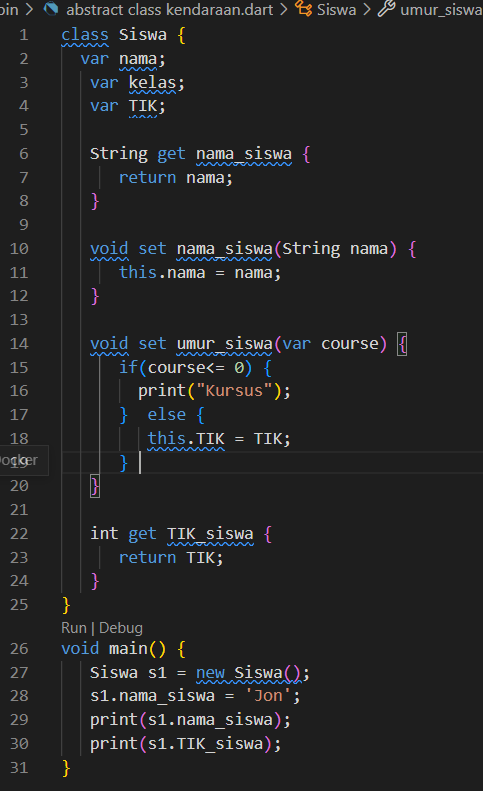 bin > abstract class kendaraan.dart > Siswa > umur_siswa
1 class Siswa {
2   var nama;
3    var kelas;
4    var TIK;
5
6    String get nama_siswa {
7       return nama;
8    }
9
10    void set nama_siswa(String nama) {
11       this.nama = nama;
12    }
13
14    void set umur_siswa(var course) {
15       if(course<= 0) {
16         print("Kursus");
17       }  else {
18          this.TIK = TIK;
19       }
20    }
21
22    int get TIK_siswa {
23       return TIK;
24    }
25 }
Run | Debug
26 void main() {
27    Siswa s1 = new Siswa();
28    s1.nama_siswa = 'Jon';
29    print(s1.nama_siswa);
30    print(s1.TIK_siswa);
31 }